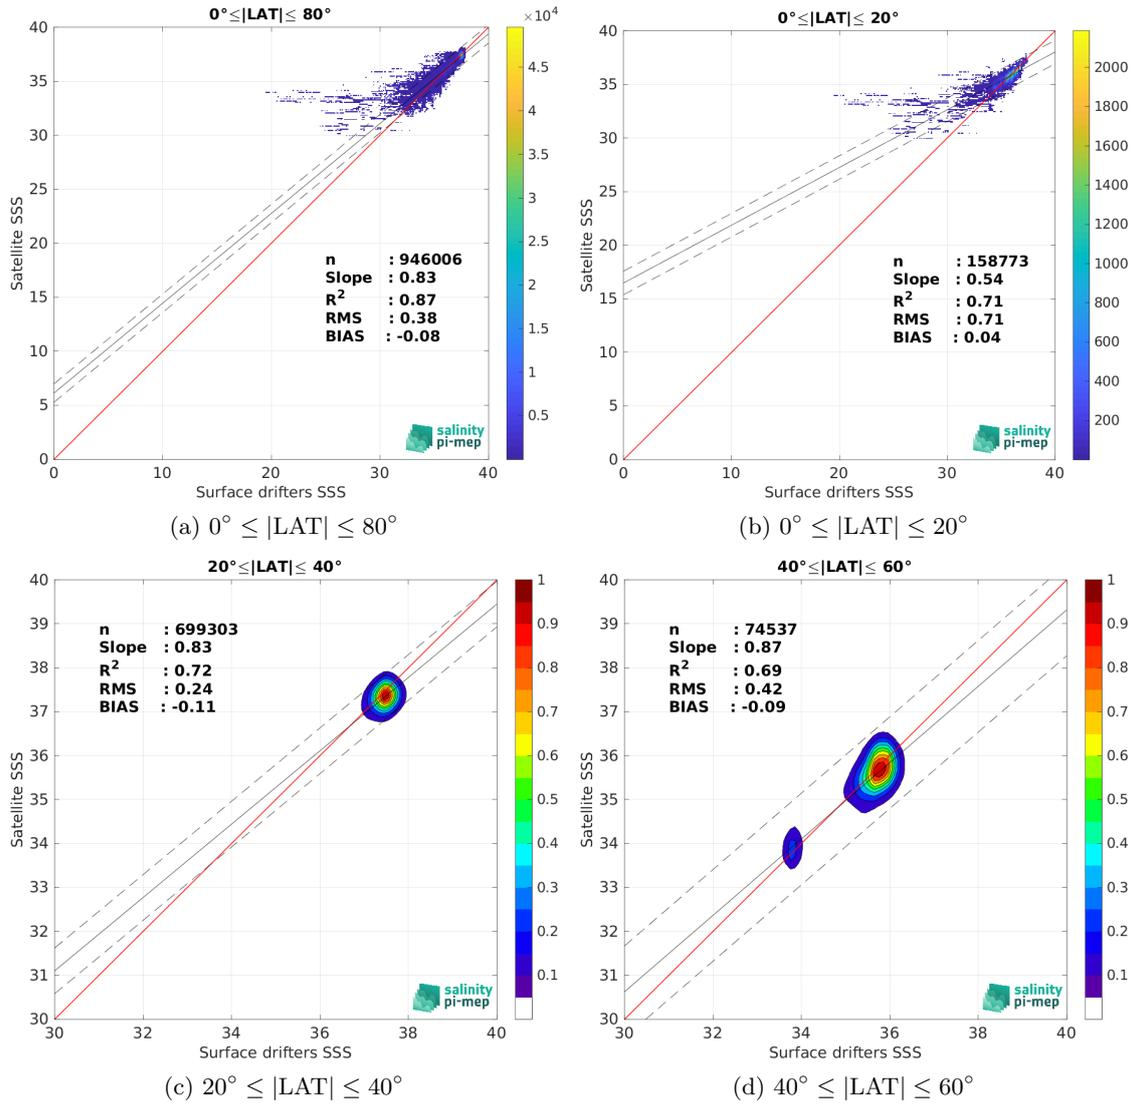 0°≤|LAT|≤ 80°
×10⁴
40
35
30
25
20
15
10
5
0
Satellite SSS
n : 946006
Slope : 0.83
R² : 0.87
RMS : 0.38
BIAS : -0.08
salinity
pi-mep
0 10 20 30 40
Surface drifters SSS
4.5
4
3.5
3
2.5
2
1.5
1
0.5
(a) 0° ≤ |LAT| ≤ 80°
0°≤|LAT|≤ 20°
40
35
30
25
20
15
10
5
0
Satellite SSS
n : 158773
Slope : 0.54
R² : 0.71
RMS : 0.71
BIAS : 0.04
salinity
pi-mep
0 10 20 30 40
Surface drifters SSS
2000
1800
1600
1400
1200
1000
800
600
400
200
(b) 0° ≤ |LAT| ≤ 20°
20°≤|LAT|≤ 40°
40
39
38
37
36
35
34
33
32
31
30
Satellite SSS
n : 699303
Slope : 0.83
R² : 0.72
RMS : 0.24
BIAS : -0.11
salinity
pi-mep
30 32 34 36 38 40
Surface drifters SSS
1
0.9
0.8
0.7
0.6
0.5
0.4
0.3
0.2
0.1
(c) 20° ≤ |LAT| ≤ 40°
40°≤|LAT|≤ 60°
40
39
38
37
36
35
34
33
32
31
30
Satellite SSS
n : 74537
Slope : 0.87
R² : 0.69
RMS : 0.42
BIAS : -0.09
salinity
pi-mep
30 32 34 36 38 40
Surface drifters SSS
1
0.9
0.8
0.7
0.6
0.5
0.4
0.3
0.2
0.1
(d) 40° ≤ |LAT| ≤ 60°